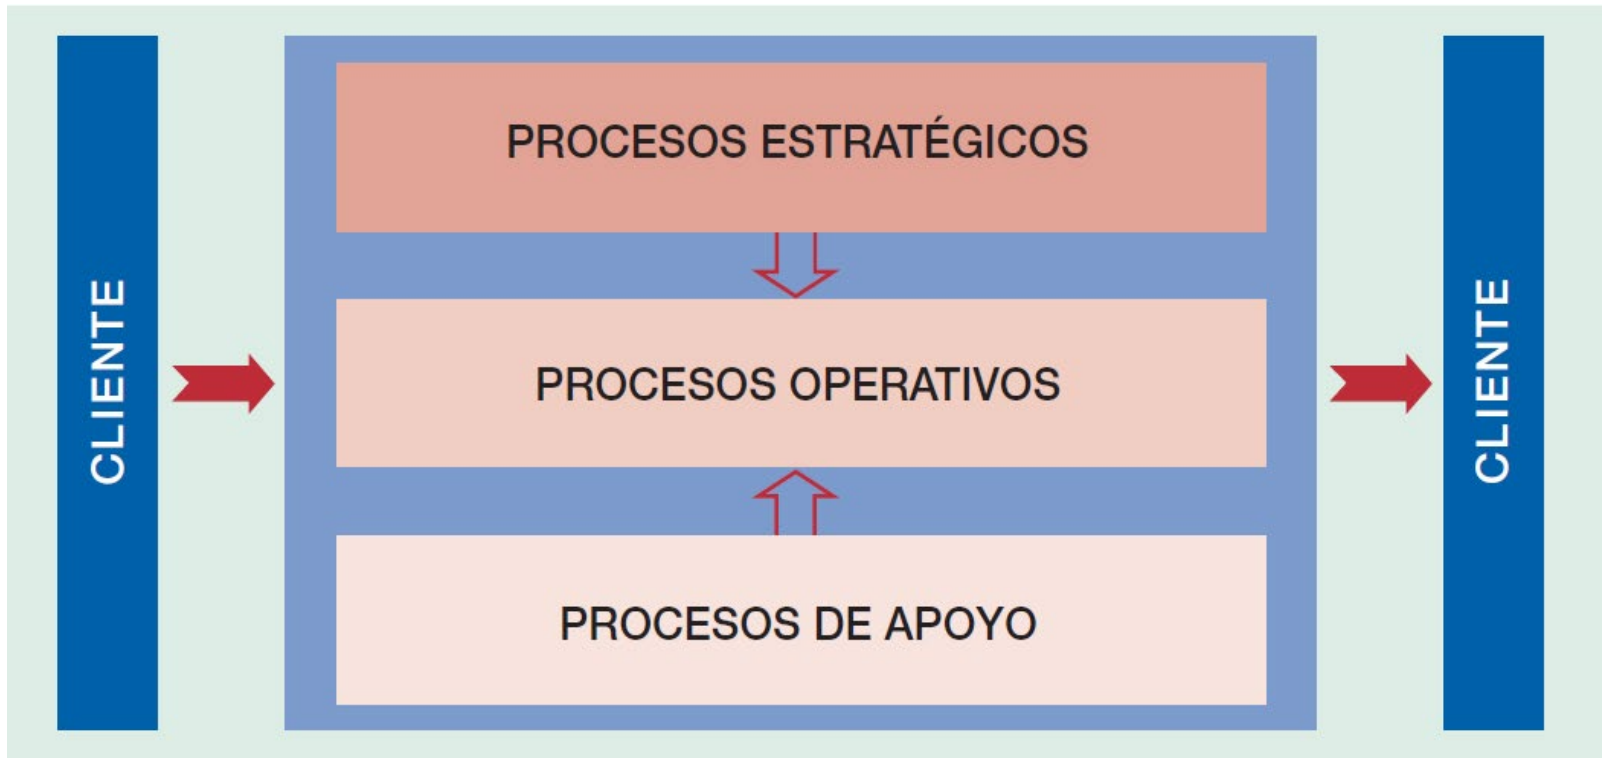 CLIENTE
PROCESOS ESTRATÉGICOS
PROCESOS OPERATIVOS
PROCESOS DE APOYO
CLIENTE